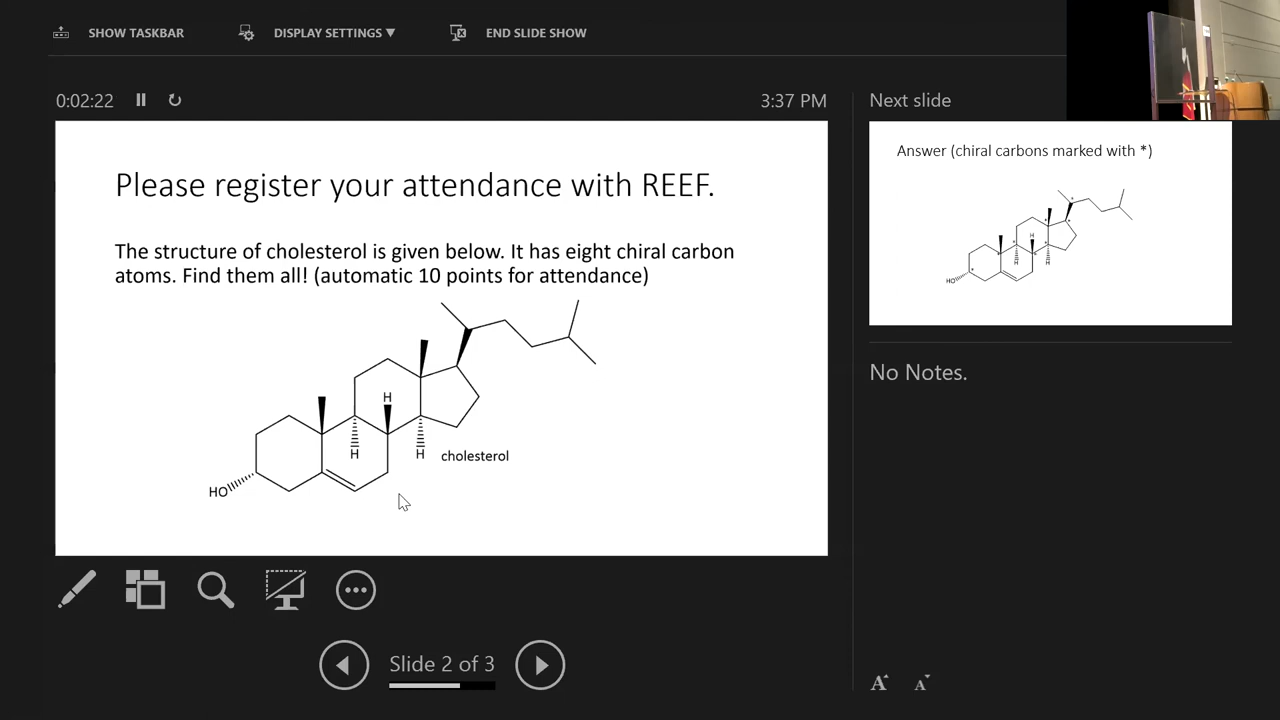 SHOW TASKBAR
DISPLAY SETTINGS ▼
END SLIDE SHOW
0:02:22
3:37 PM
Please register your attendance with REEF.
The structure of cholesterol is given below. It has eight chiral carbon
atoms. Find them all! (automatic 10 points for attendance)
H
H
H
HO
cholesterol
Slide 2 of 3
Next slide
Answer (chiral carbons marked with *)
H
H
H
HO
No Notes.
A
A